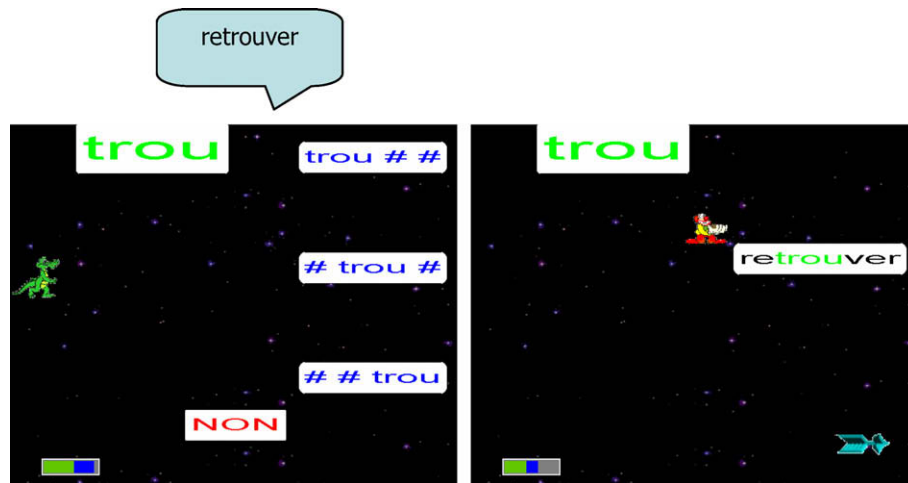 retrouver
trou
trou # #
# trou #
# # trou
NON
trou
retrouver